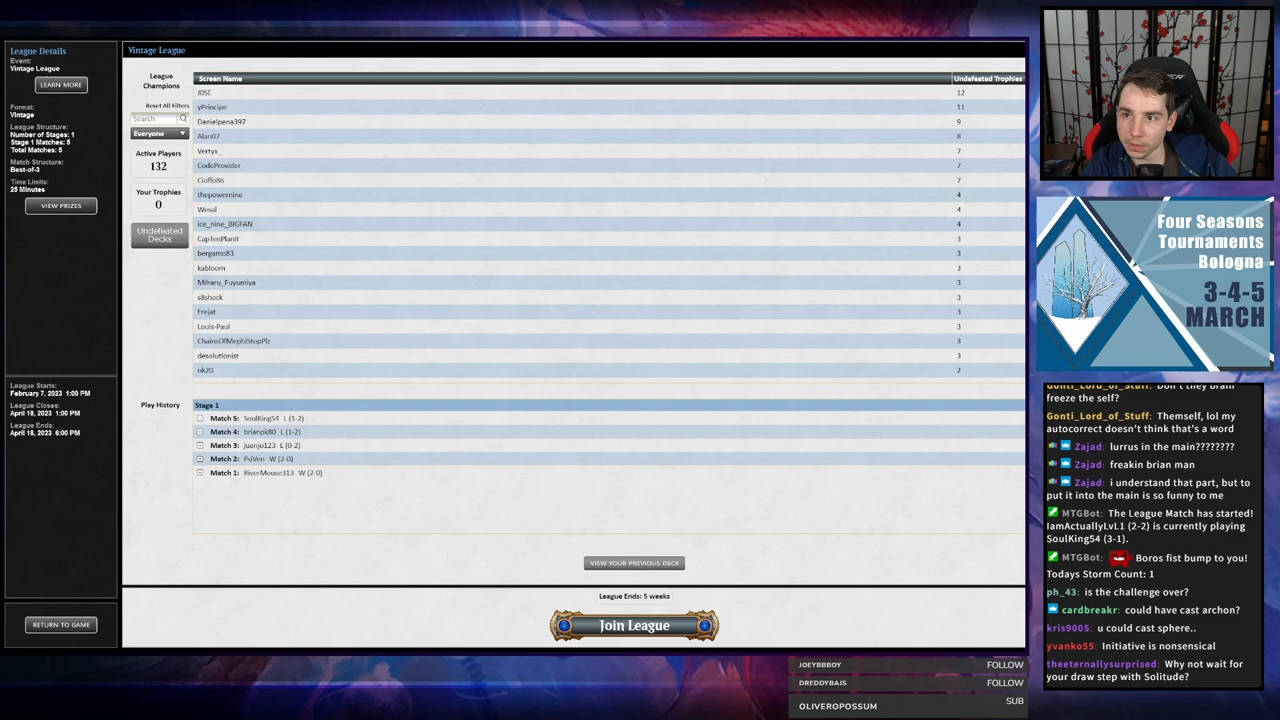 League Details
Event:
Vintage League
LEARN MORE
Format:
Vintage
League Structure:
Number of Stages: 1
Stage 1 Matches: 5
Total Matches: 5
Match Structure:
Best-of-3
Time Limits:
25 Minutes
VIEW PRIZES
League Starts:
February 7, 2023 1:00 PM
League Closes:
April 18, 2023 1:00 PM
League Ends:
April 18, 2023 6:00 PM
RETURN TO GAME
Vintage League
League
Champions
Reset All Filters
Search
Everyone
Active Players
132
Your Trophies
0
Undefeated
Decks
Screen Name Undefeated Trophies
J0SE 12
yPrincipe 11
Danielpena397 9
Alan07 8
Vertyx_ 7
CodeProvider 7
Cioffo86 7
thepowernine 4
Wesal 4
ice_nine_BIGFAN 4
CapTenPlanIt 3
bergamo83 3
kabloom 3
Miharu_Fuyumiya 3
s8shock 3
Frejat 3
Louis-Paul 3
ChainsOfMephiStopPlz 3
desolutionist 3
nk20 2
Play History
Stage 1
Match 5: SoulKing54 L (1-2)
Match 4: brianpk80 L (1-2)
Match 3: juanjo123 L (0-2)
Match 2: PsiVen W (2-0)
Match 1: RiverMouse313 W (2-0)
VIEW YOUR PREVIOUS DECK
League Ends: 5 weeks
Join League
Four Seasons
Tournaments
Bologna
3-4-5
MARCH
Gonti_Lord_of_Stuff: Don't they brain
freeze the self?
Gonti_Lord_of_Stuff: Themself, lol my
autocorrect doesn't think that's a word
Zajad: lurrus in the main????????
Zajad: freakin brian man
Zajad: i understand that part, but to
put it into the main is so funny to me
MTGBot: The League Match has started!
IamActuallyLvL1 (2-2) is currently playing
SoulKing54 (3-1).
MTGBot: Boros fist bump to you!
Todays Storm Count: 1
ph_43: is the challenge over?
cardbreakr: could have cast archon?
kris9005: u could cast sphere..
yvanko55: Initiative is nonsensical
theeternallysurprised: Why not wait for
your draw step with Solitude?
JOEYBBBOY FOLLOW
DREDDYBAJS FOLLOW
OLIVEROPOSSUM SUB